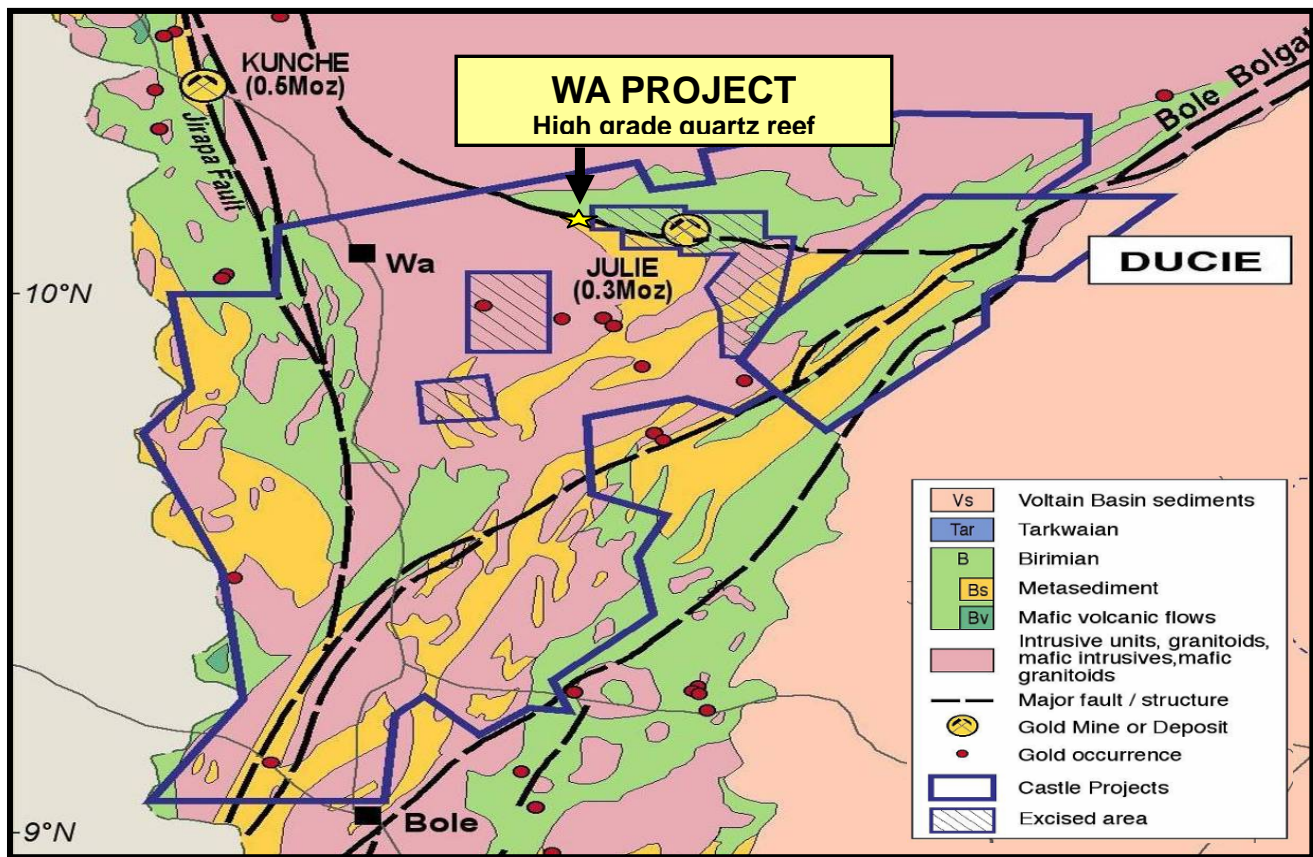 KUNCHE
(0.5Moz)
Jirapa Fault
WA PROJECT
High grade quartz reef
Bole Bolgat
Wa
JULIE
(0.3Moz)
DUCIE
10°N
9°N
Bole
Vs Voltain Basin sediments
Tar Tarkwaian
B Birimian
Bs Metasediment
Bv Mafic volcanic flows
Intrusive units, granitoids,
mafic intrusives,mafic
granitoids
Major fault / structure
Gold Mine or Deposit
Gold occurrence
Castle Projects
Excised area